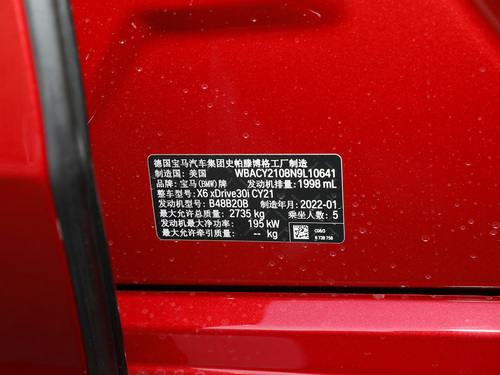 德国宝马汽车集团史帕滕博格工厂制造
制造国: 美国 WBACY2108N9L10641
品牌: 宝马(BMW)牌 发动机排量: 1998 mL
整车型号: X6 xDrive30i CY21
发动机型号: B48B20B 制造年月: 2022-01
最大允许总质量: 2735 kg 乘坐人数: 5
发动机最大净功率: 195 kW
最大允许牵引质量: -- kg